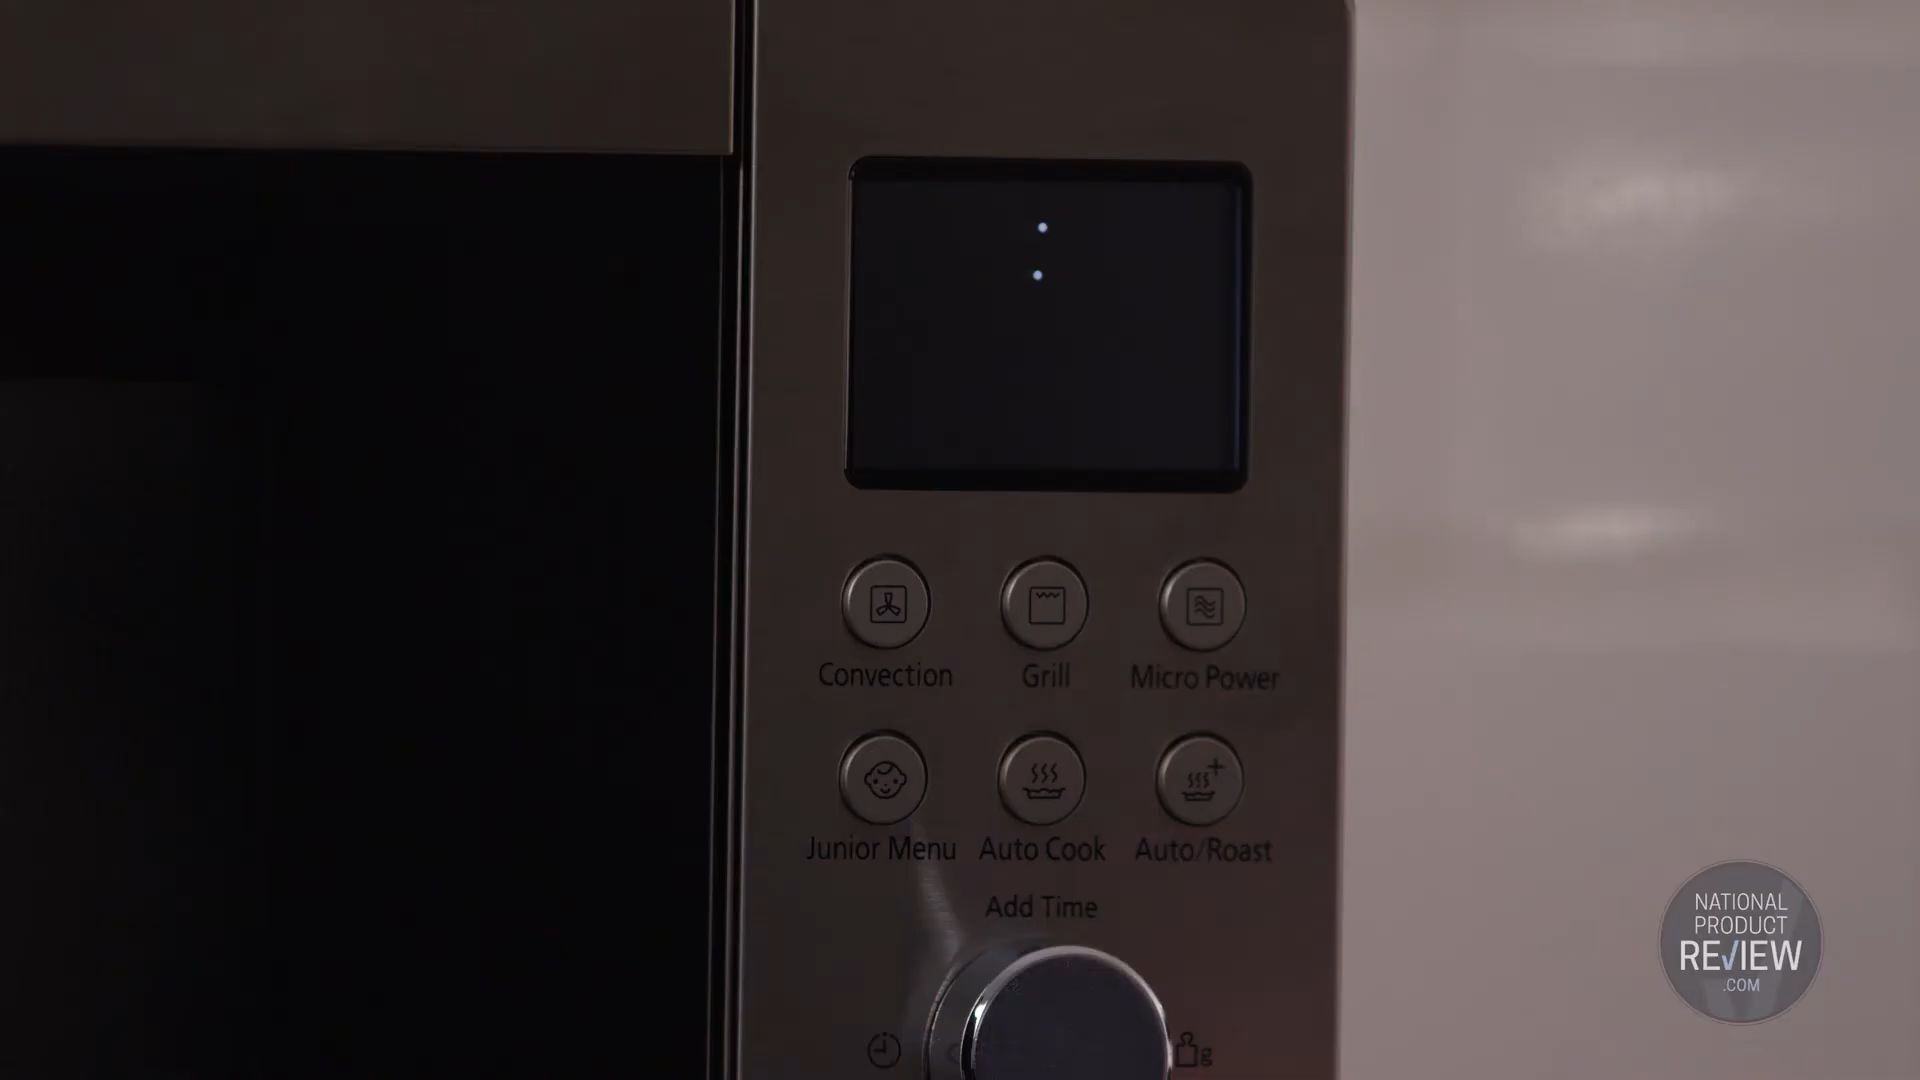 :
Convection Grill Micro Power
Junior Menu Auto Cook Auto/Roast
Add Time
g
NATIONAL
PRODUCT
REVIEW
.COM